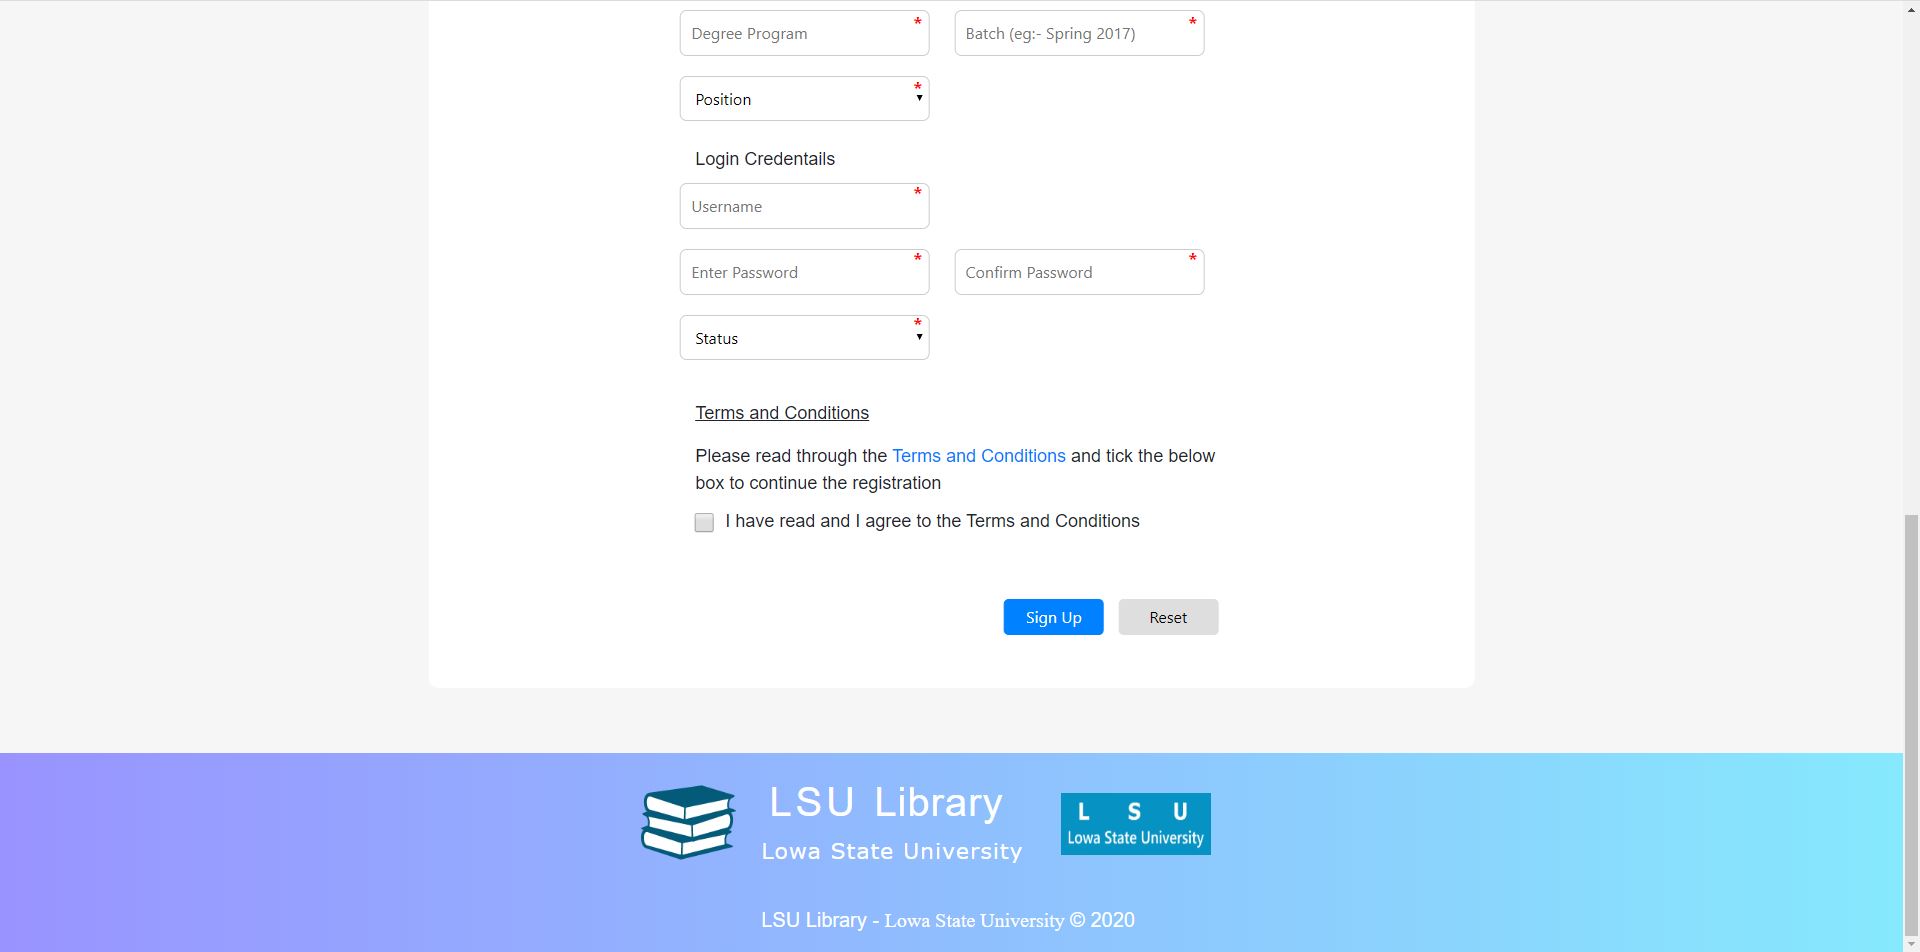 Degree Program *
Batch (eg:- Spring 2017) *
Position *
Login Credentails
Username *
Enter Password *
Confirm Password *
Status *
Terms and Conditions
Please read through the Terms and Conditions and tick the below
box to continue the registration
I have read and I agree to the Terms and Conditions
Sign Up
Reset
LSU Library
Lowa State University
L S U
Lowa State University
LSU Library - Lowa State University © 2020